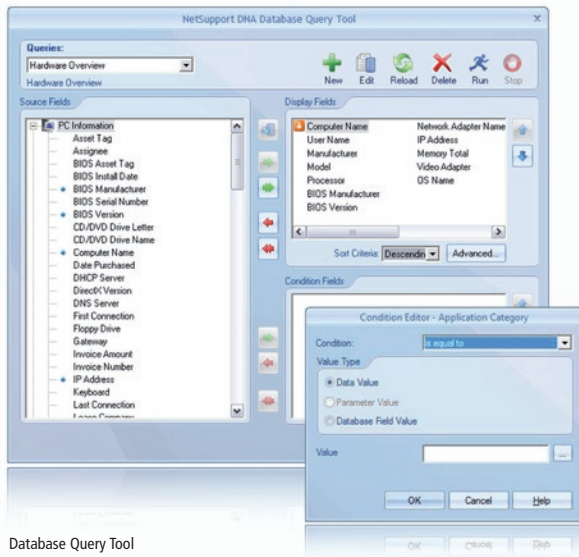 NetSupport DNA Database Query Tool
x
Queries:
Hardware Overview
Hardware Overview
New Edit Reload Delete Run Stop
Source Fields
PC Information
Asset Tag
Assignee
BIOS Asset Tag
BIOS Install Date
BIOS Manufacturer
BIOS Serial Number
BIOS Version
CD/DVD Drive Letter
CD/DVD Drive Name
Computer Name
Date Purchased
DHCP Server
DirectX Version
DNS Server
First Connection
Floppy Drive
Gateway
Invoice Amount
Invoice Number
IP Address
Keyboard
Last Connection
Display Fields
Computer Name
User Name
Manufacturer
Model
Processor
BIOS Manufacturer
BIOS Version
Network Adapter Name
IP Address
Memory Total
Video Adapter
OS Name
Sort Criteria: Descendin Advanced...
Condition Fields
Condition Editor - Application Category
Condition: is equal to
Value Type
Data Value
Parameter Value
Database Field Value
Value ...
OK Cancel Help
Database Query Tool